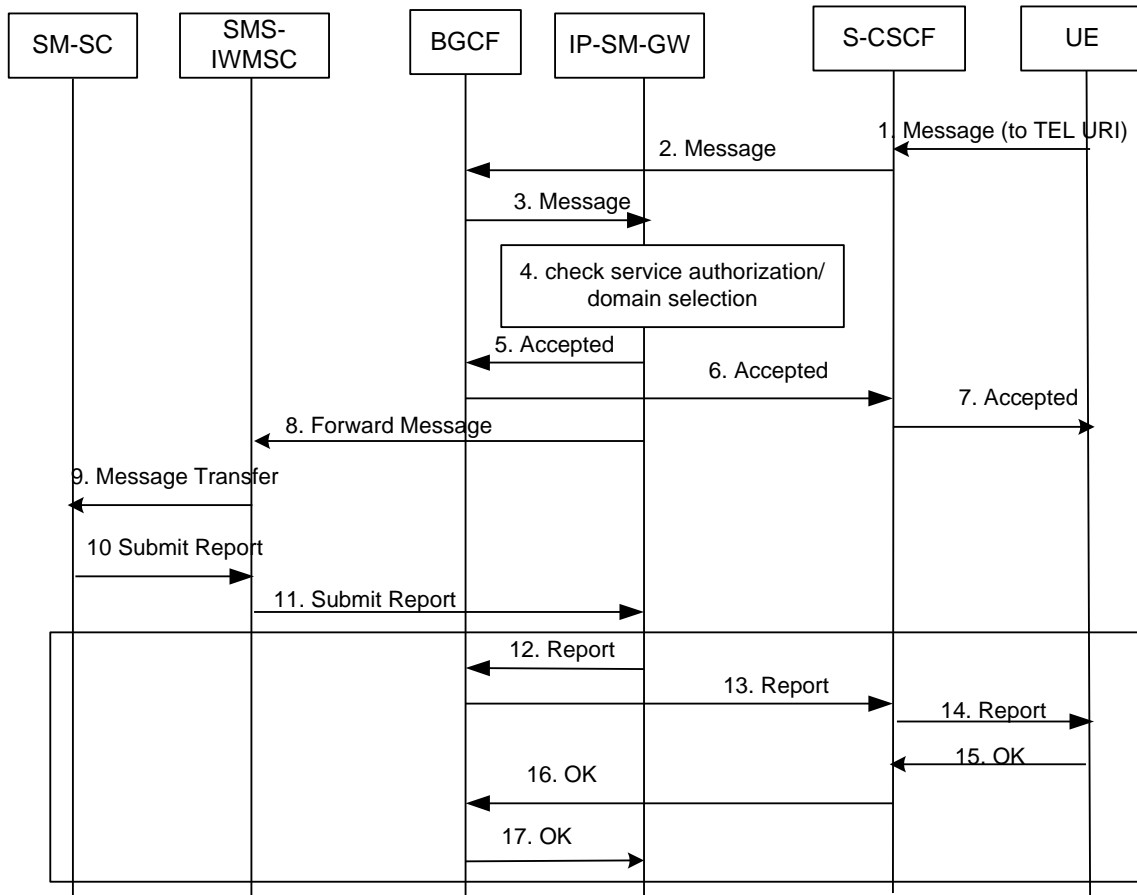 SM-SC
SMS-
IWMSC
BGCF
IP-SM-GW
S-CSCF
UE
1. Message (to TEL URI)
2. Message
3. Message
4. check service authorization/
domain selection
5. Accepted
6. Accepted
7. Accepted
8. Forward Message
9. Message Transfer
10 Submit Report
11. Submit Report
12. Report
13. Report
14. Report
15. OK
16. OK
17. OK